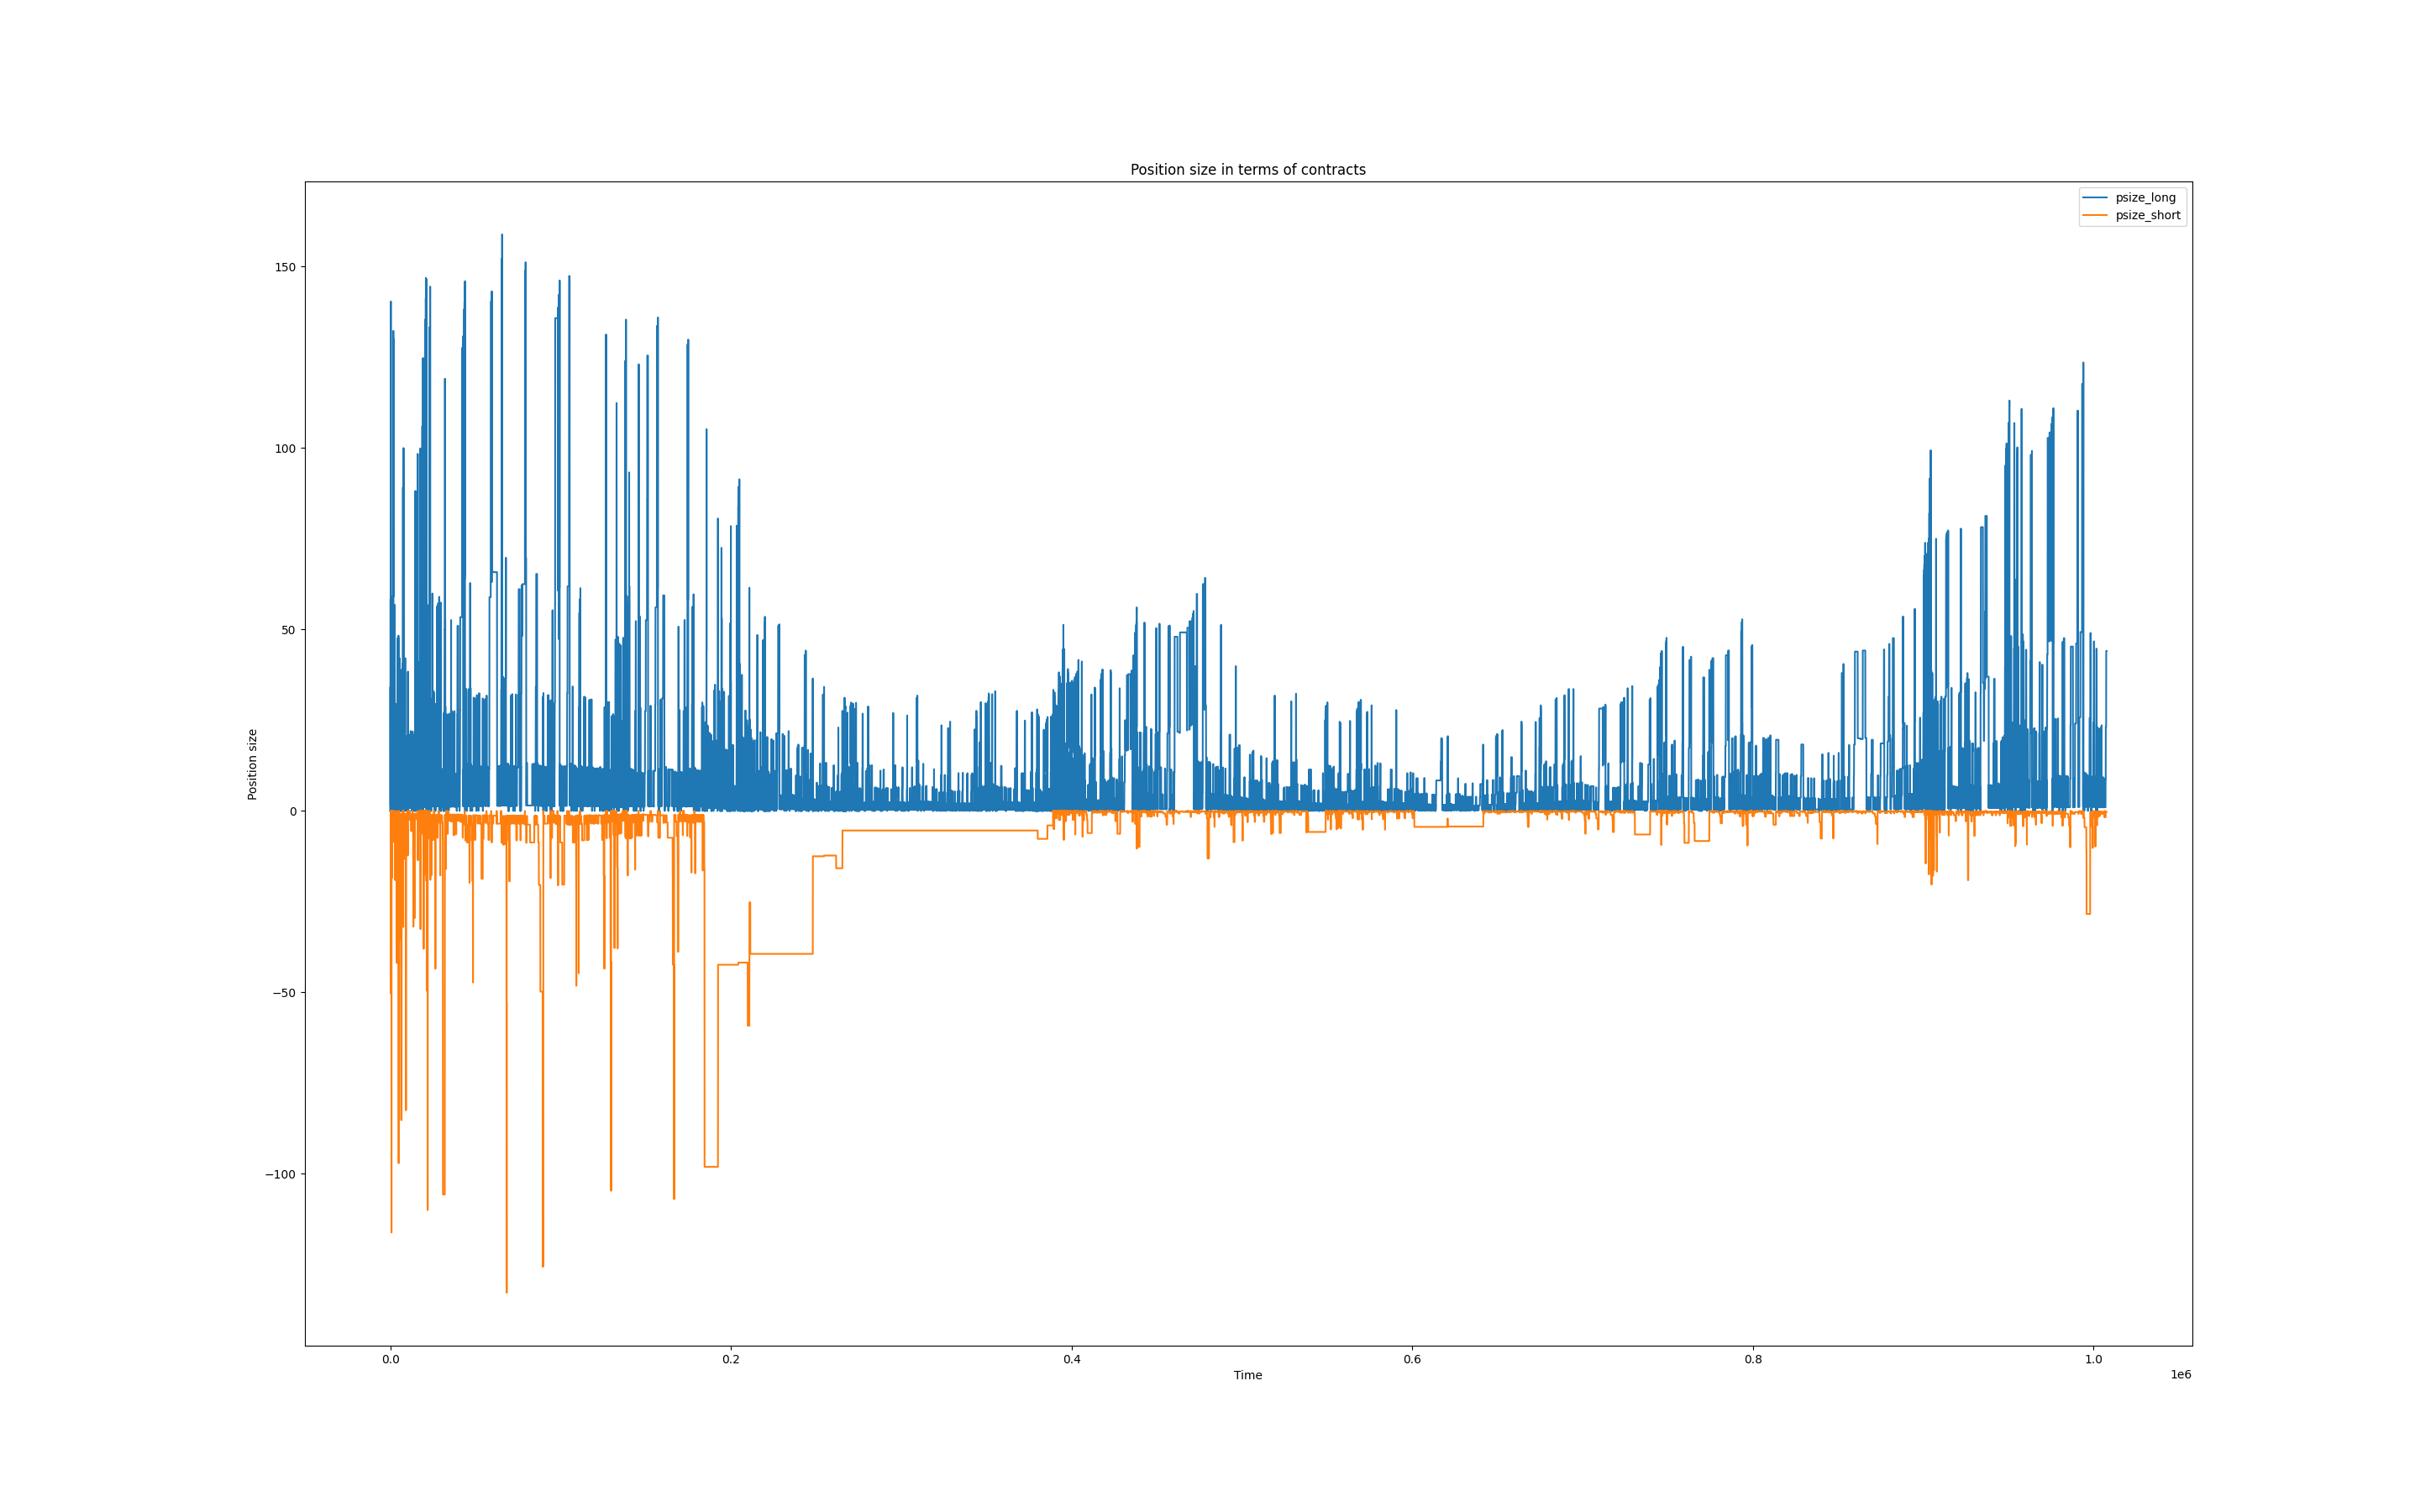 Position size in terms of contracts
psize_long
psize_short
150
100
50
0
−50
−100
Position size
0.0 0.2 0.4 0.6 0.8 1.0
Time
1e6